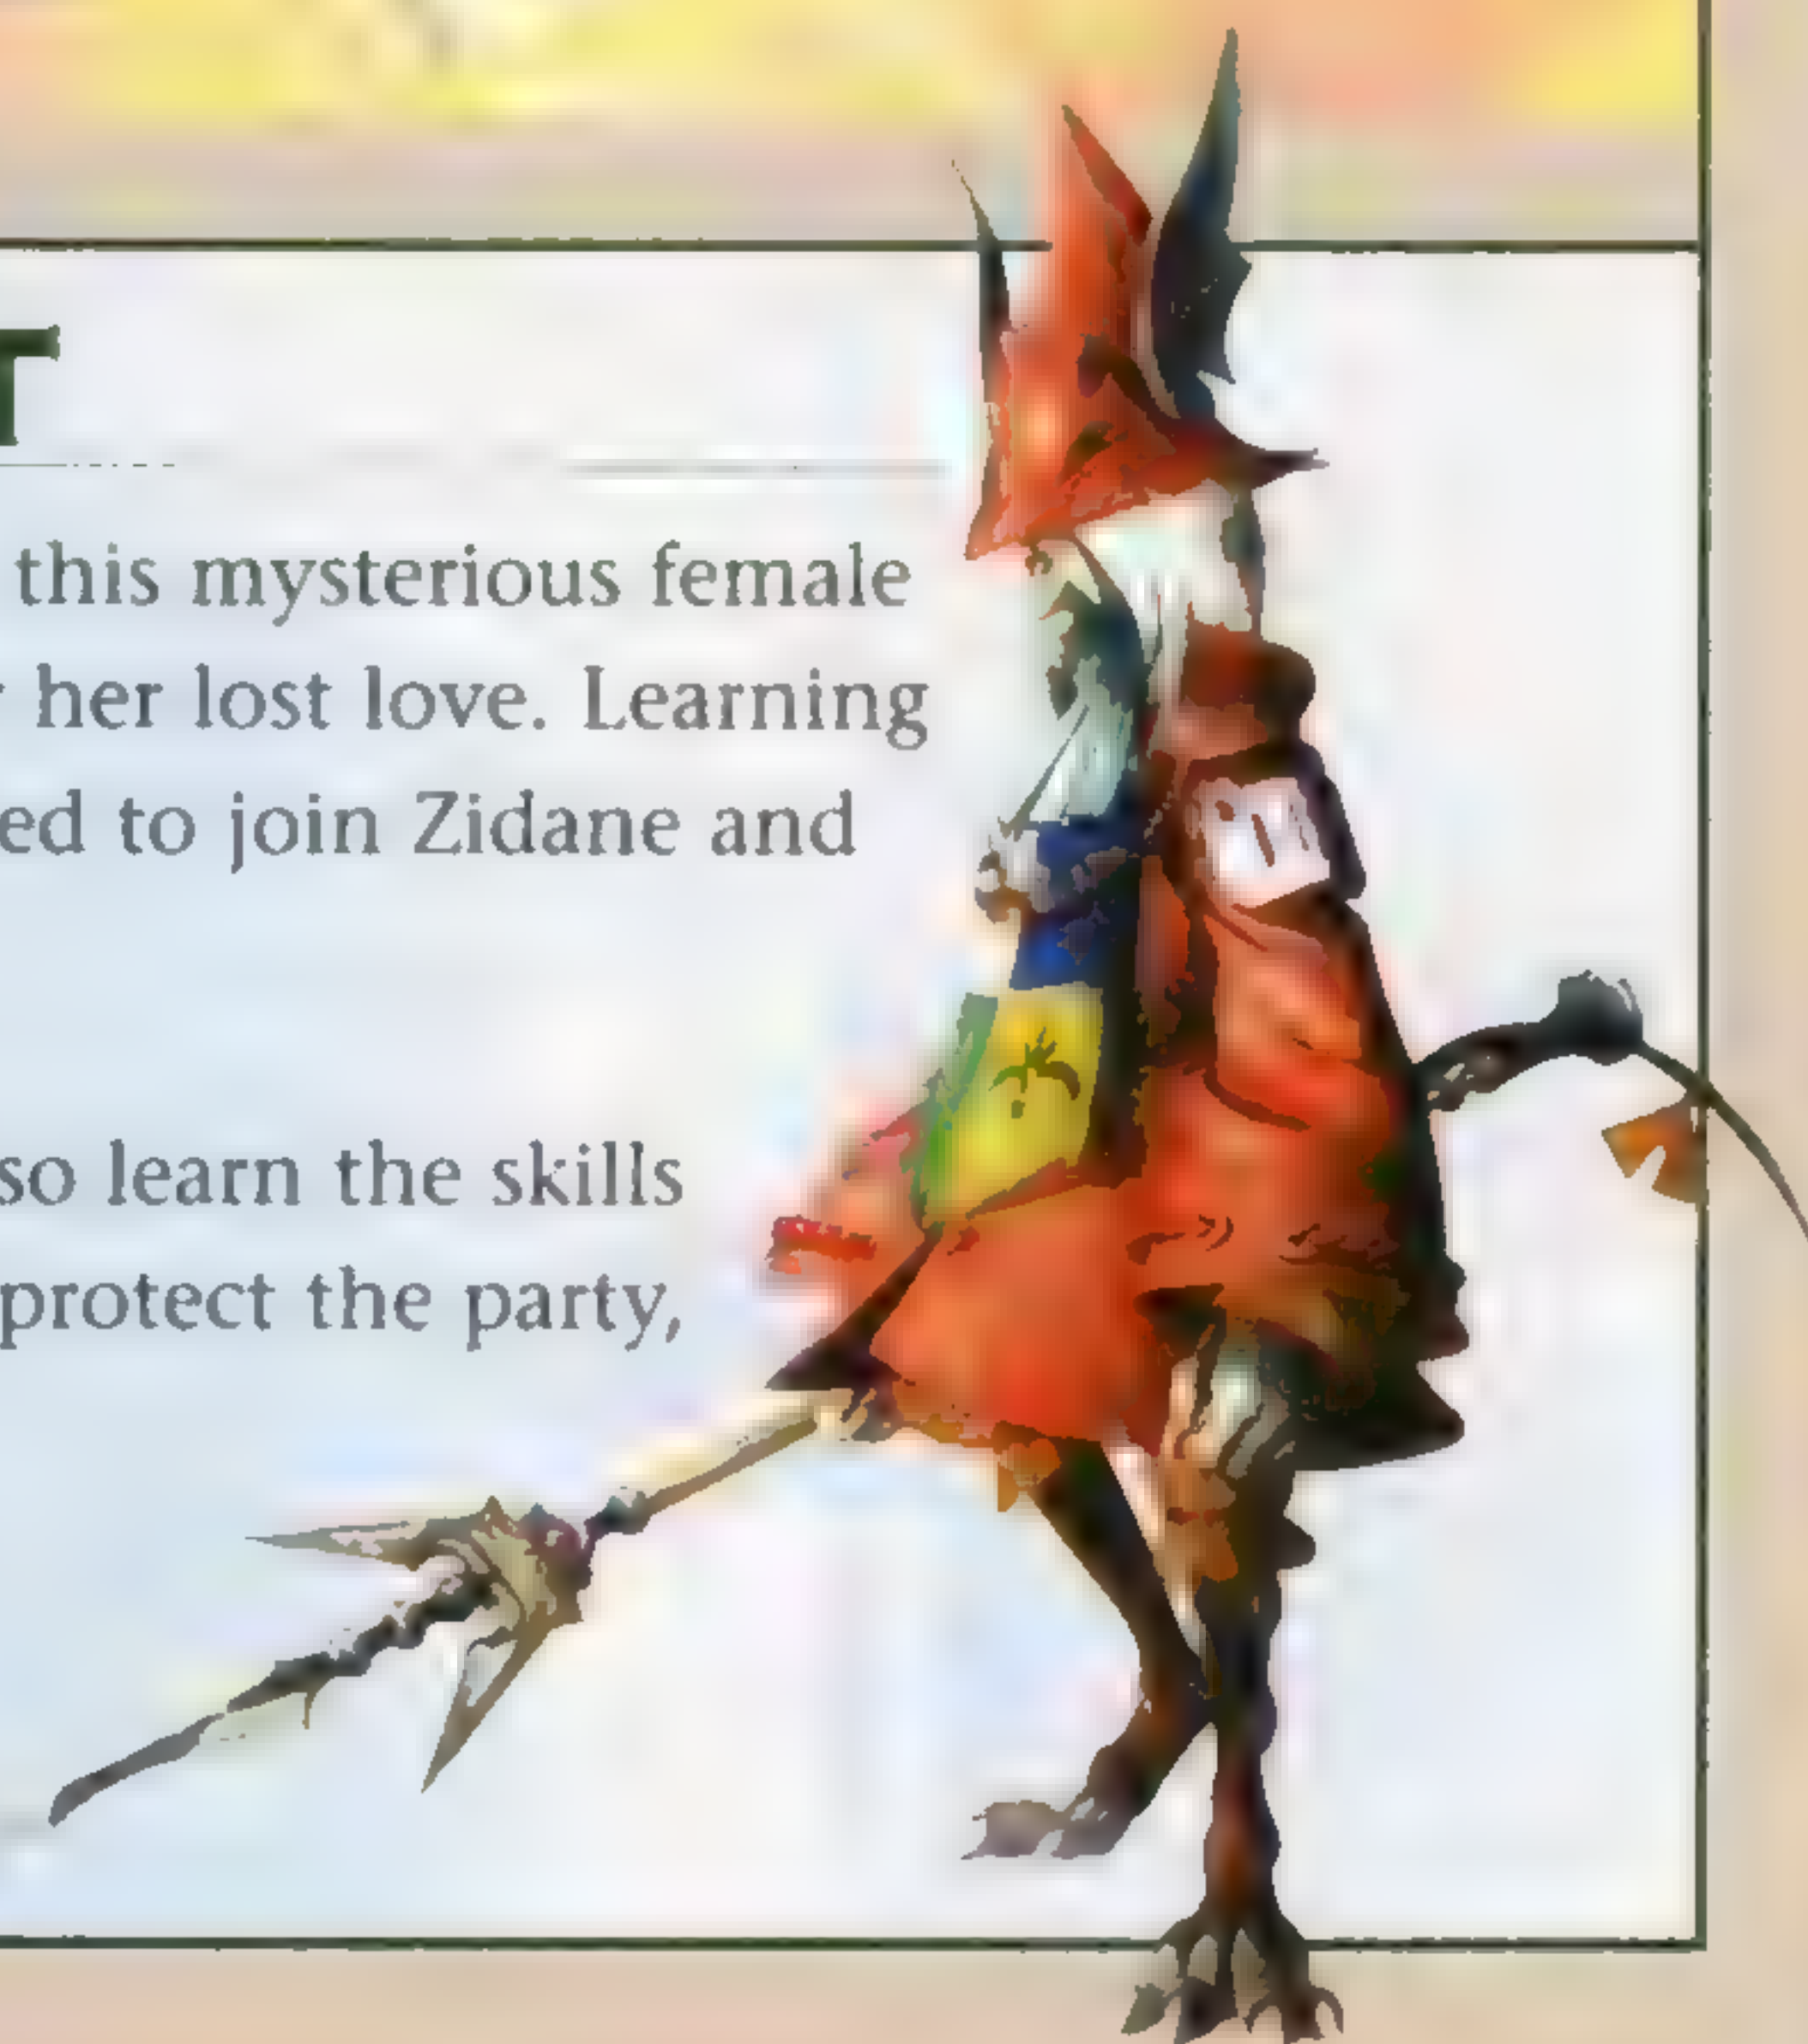 T
this mysterious female
her lost love. Learning
ed to join Zidane and
so learn the skills
protect the party,